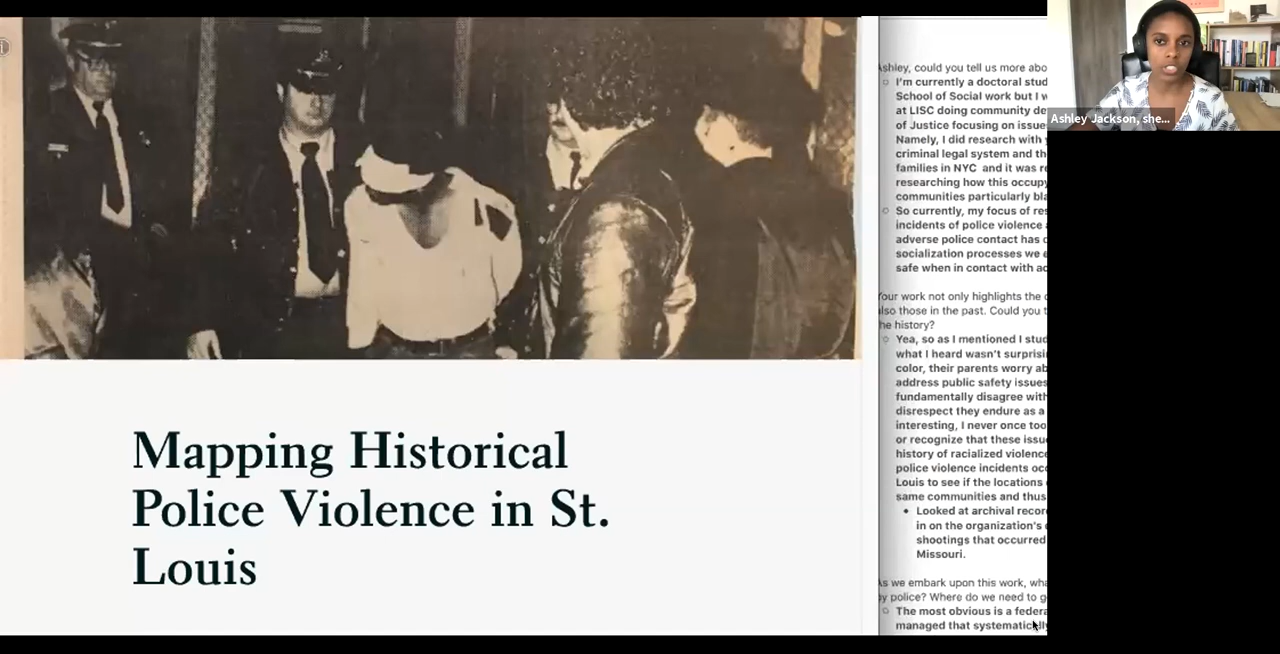 Mapping Historical
Police Violence in St.
Louis
Ashley, could you tell us more abo
I'm currently a doctoral stud
School of Social work but I w
at LISC doing community de
of Justice focusing on issue
Namely, I did research with
criminal legal system and th
families in NYC and it was re
researching how this occupy
communities particularly bla
So currently, my focus of res
incidents of police violence
adverse police contact has
socialization processes we
safe when in contact with ac
Your work not only highlights the
also those in the past. Could you t
the history?
Yea, so as I mentioned I stud
what I heard wasn't surprisi
color, their parents worry ab
address public safety issues
fundamentally disagree with
disrespect they endure as a
interesting, I never once too
or recognize that these issu
history of racialized violence
police violence incidents occ
Louis to see if the locations
same communities and thus
Looked at archival recor
in on the organization's
shootings that occurred
Missouri.
As we embark upon this work, wha
by police? Where do we need to g
The most obvious is a federa
managed that systematically
Ashley Jackson, she...